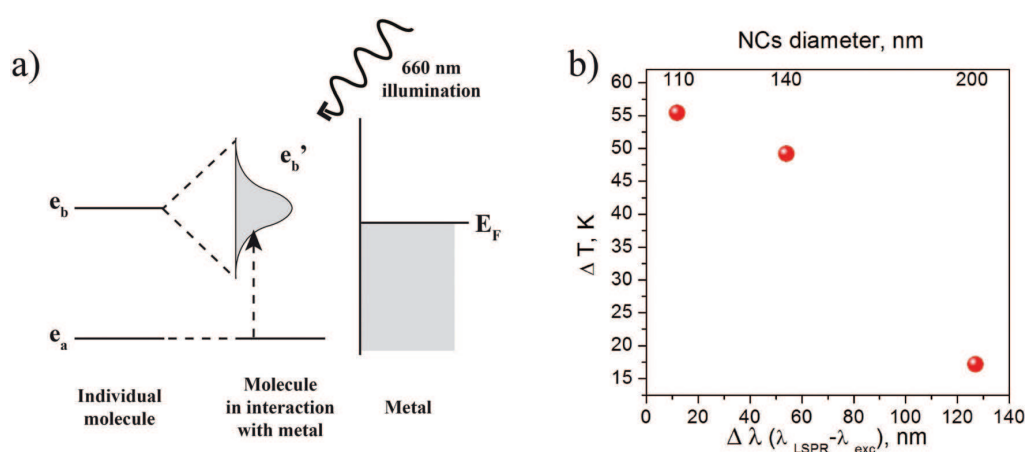 a)
660 nm
illumination
e_b'
e_b
E_F
e_a
Individual
molecule
Molecule
in interaction
with metal
Metal
b)
NCs diameter, nm
110 140 200
60
55
50
45
40
35
30
25
20
15
Δ T, K
0 20 40 60 80 100 120 140
Δ λ (λ_LSPR-λ_exc), nm